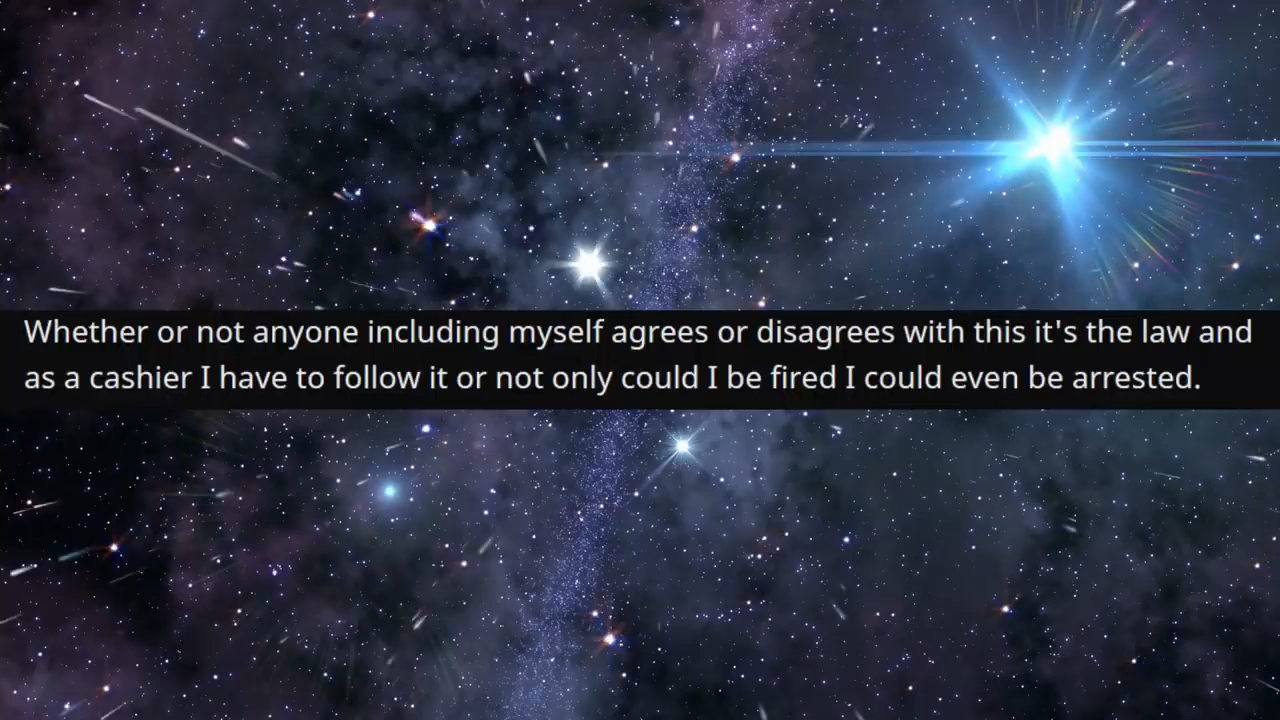 Whether or not anyone including myself agrees or disagrees with this it's the law and
as a cashier I have to follow it or not only could I be fired I could even be arrested.